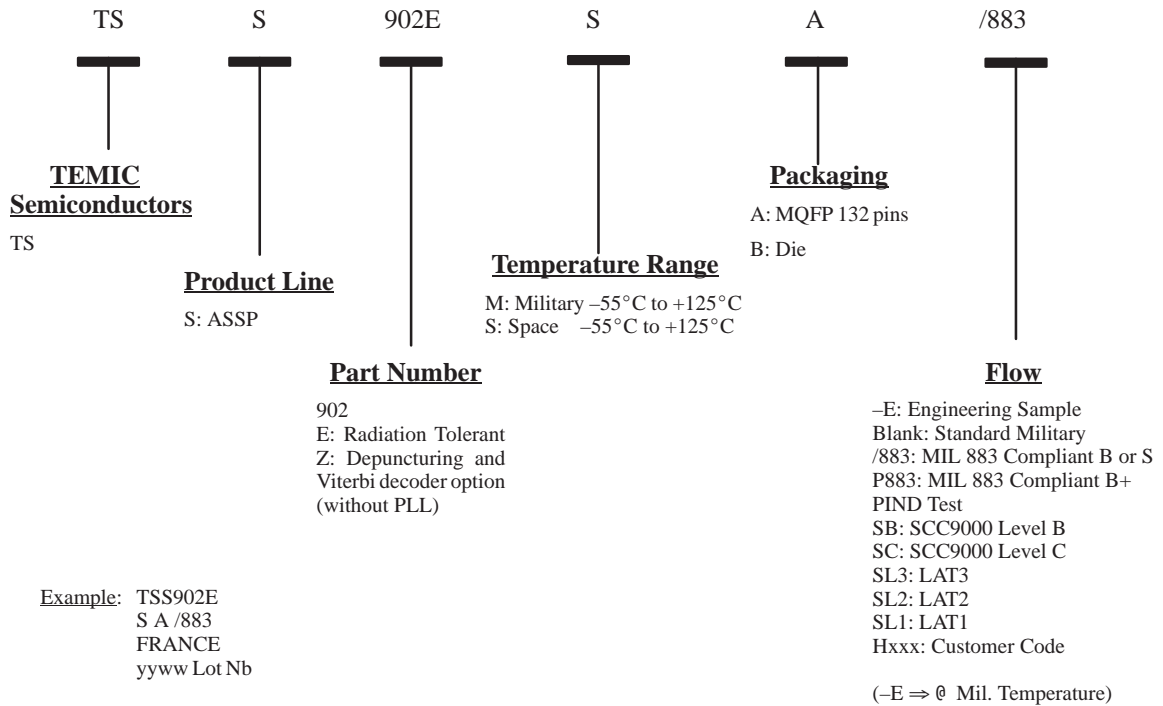 TS S 902E S A /883
TEMIC
Semiconductors
TS
Product Line
S: ASSP
Part Number
902
E: Radiation Tolerant
Z: Depuncturing and
Viterbi decoder option
(without PLL)
Temperature Range
M: Military –55°C to +125°C
S: Space –55°C to +125°C
Packaging
A: MQFP 132 pins
B: Die
Flow
–E: Engineering Sample
Blank: Standard Military
/883: MIL 883 Compliant B or S
P883: MIL 883 Compliant B+
PIND Test
SB: SCC9000 Level B
SC: SCC9000 Level C
SL3: LAT3
SL2: LAT2
SL1: LAT1
Hxxx: Customer Code
(–E ⇒ @ Mil. Temperature)
Example: TSS902E
S A /883
FRANCE
yyww Lot Nb